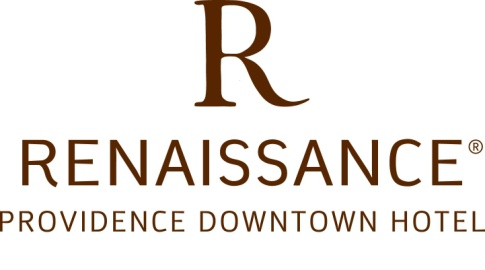 R
RENAISSANCE®
PROVIDENCE DOWNTOWN HOTEL